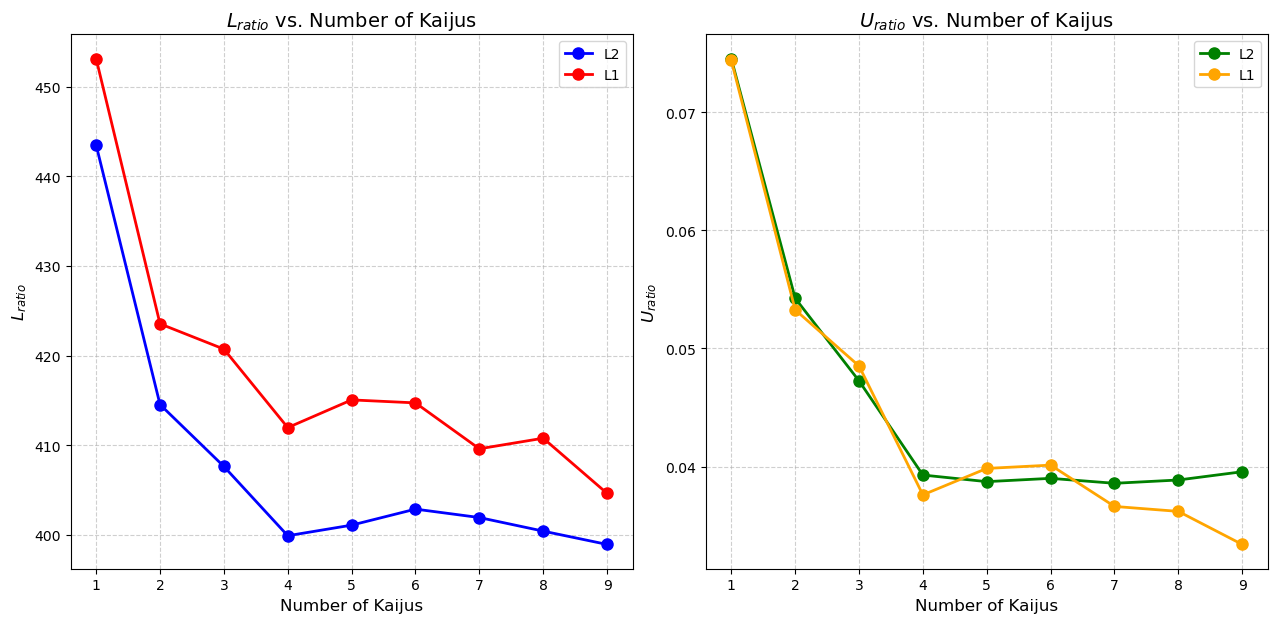 L_ratio vs. Number of Kaijus
L2
L1
450
440
430
420
410
400
L_ratio
1 2 3 4 5 6 7 8 9
Number of Kaijus
U_ratio vs. Number of Kaijus
L2
L1
0.07
0.06
0.05
0.04
U_ratio
1 2 3 4 5 6 7 8 9
Number of Kaijus